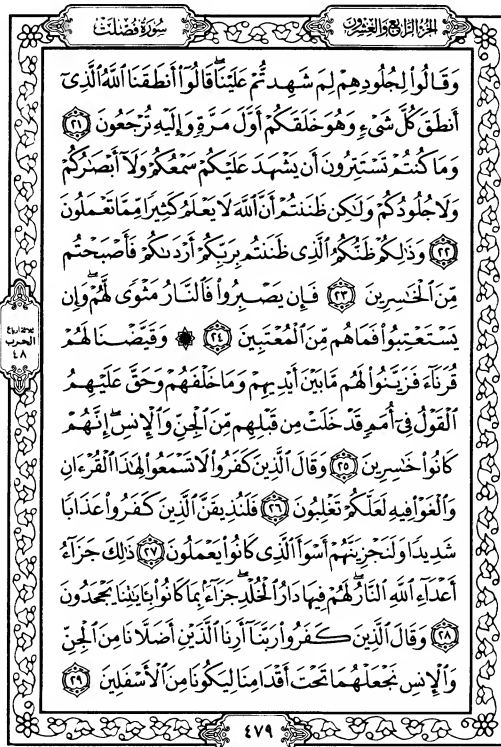 الجزء الرابع والعشرون
سورة فصلت
وَقَالُوا۟ لِجُلُودِهِمْ لِمَ شَهِدتُّمْ عَلَيْنَا ۖ قَالُوٓا۟ أَنطَقَنَا ٱللَّهُ ٱلَّذِىٓ
أَنطَقَ كُلَّ شَىْءٍ وَهُوَ خَلَقَكُمْ أَوَّلَ مَرَّةٍ وَإِلَيْهِ تُرْجَعُونَ ٢١
وَمَا كُنتُمْ تَسْتَتِرُونَ أَن يَشْهَدَ عَلَيْكُمْ سَمْعُكُمْ وَلَآ أَبْصَٰرُكُمْ
وَلَا جُلُودُكُمْ وَلَٰكِن ظَنَنتُمْ أَنَّ ٱللَّهَ لَا يَعْلَمُ كَثِيرًا مِّمَّا تَعْمَلُونَ
٢٢ وَذَٰلِكُمْ ظَنُّكُمُ ٱلَّذِى ظَنَنتُم بِرَبِّكُمْ أَرْدَىٰكُمْ فَأَصْبَحْتُم
مِّنَ ٱلْخَٰسِرِينَ ٢٣ فَإِن يَصْبِرُوا۟ فَٱلنَّارُ مَثْوًى لَّهُمْ ۖ وَإِن
يَسْتَعْتِبُوا۟ فَمَا هُم مِّنَ ٱلْمُعْتَبِينَ ٢٤ ۞ وَقَيَّضْنَا لَهُمْ
قُرَنَآءَ فَزَيَّنُوا۟ لَهُم مَّا بَيْنَ أَيْدِيهِمْ وَمَا خَلْفَهُمْ وَحَقَّ عَلَيْهِمُ
ٱلْقَوْلُ فِىٓ أُمَمٍ قَدْ خَلَتْ مِن قَبْلِهِم مِّنَ ٱلْجِنِّ وَٱلْإِنسِ ۖ إِنَّهُمْ
كَانُوا۟ خَٰسِرِينَ ٢٥ وَقَالَ ٱلَّذِينَ كَفَرُوا۟ لَا تَسْمَعُوا۟ لِهَٰذَا ٱلْقُرْءَانِ
وَٱلْغَوْا۟ فِيهِ لَعَلَّكُمْ تَغْلِبُونَ ٢٦ فَلَنُذِيقَنَّ ٱلَّذِينَ كَفَرُوا۟ عَذَابًا
شَدِيدًا وَلَنَجْزِيَنَّهُمْ أَسْوَأَ ٱلَّذِى كَانُوا۟ يَعْمَلُونَ ٢٧ ذَٰلِكَ جَزَآءُ
أَعْدَآءِ ٱللَّهِ ٱلنَّارُ ۖ لَهُمْ فِيهَا دَارُ ٱلْخُلْدِ ۖ جَزَآءًۢ بِمَا كَانُوا۟ بِـَٔايَٰتِنَا يَجْحَدُونَ
٢٨ وَقَالَ ٱلَّذِينَ كَفَرُوا۟ رَبَّنَآ أَرِنَا ٱلَّذَيْنِ أَضَلَّانَا مِنَ ٱلْجِنِّ
وَٱلْإِنسِ نَجْعَلْهُمَا تَحْتَ أَقْدَامِنَا لِيَكُونَا مِنَ ٱلْأَسْفَلِينَ ٢٩
ثلاثة أرباع
الحزب
٤٨
٤٧٩